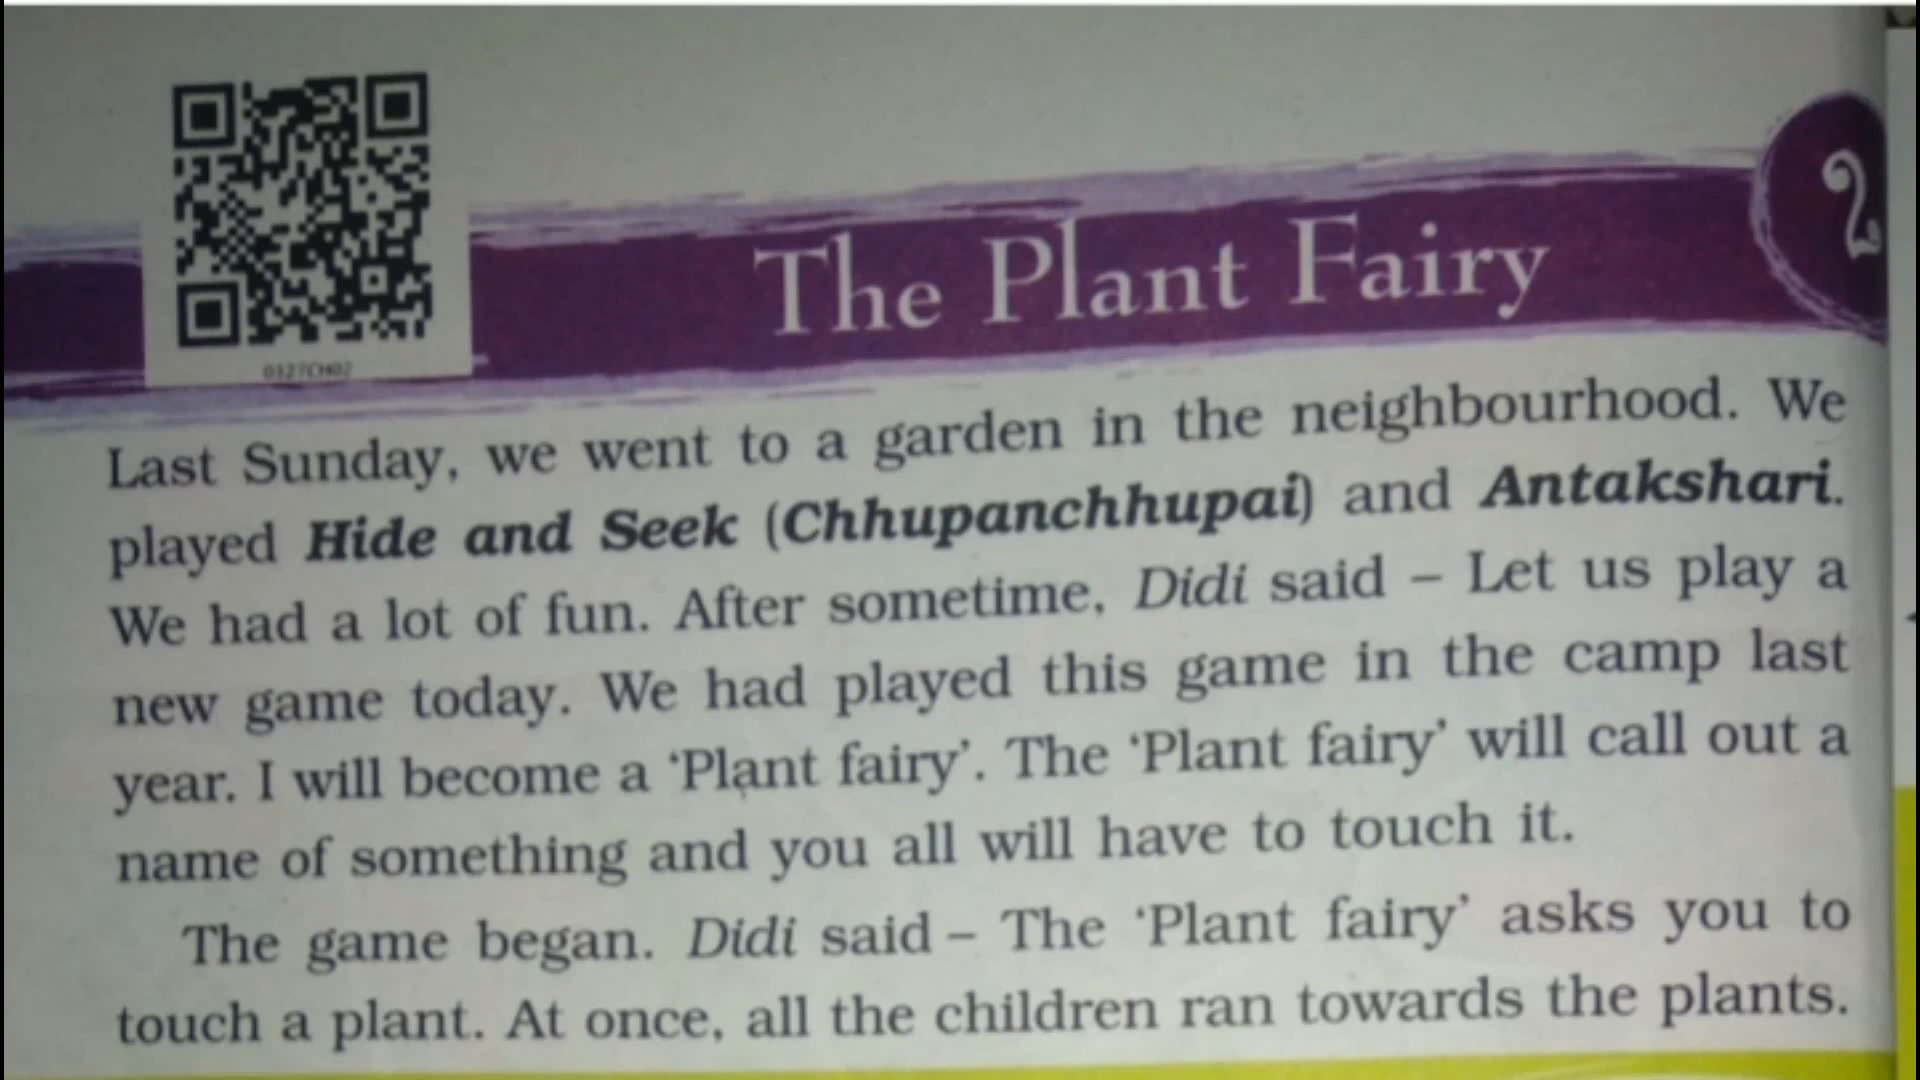 0327CH02
The Plant Fairy
2
Last Sunday, we went to a garden in the neighbourhood. We
played Hide and Seek (Chhupanchhupai) and Antakshari.
We had a lot of fun. After sometime, Didi said – Let us play a
new game today. We had played this game in the camp last
year. I will become a ‘Plant fairy’. The ‘Plant fairy’ will call out a
name of something and you all will have to touch it.
The game began. Didi said – The ‘Plant fairy’ asks you to
touch a plant. At once, all the children ran towards the plants.